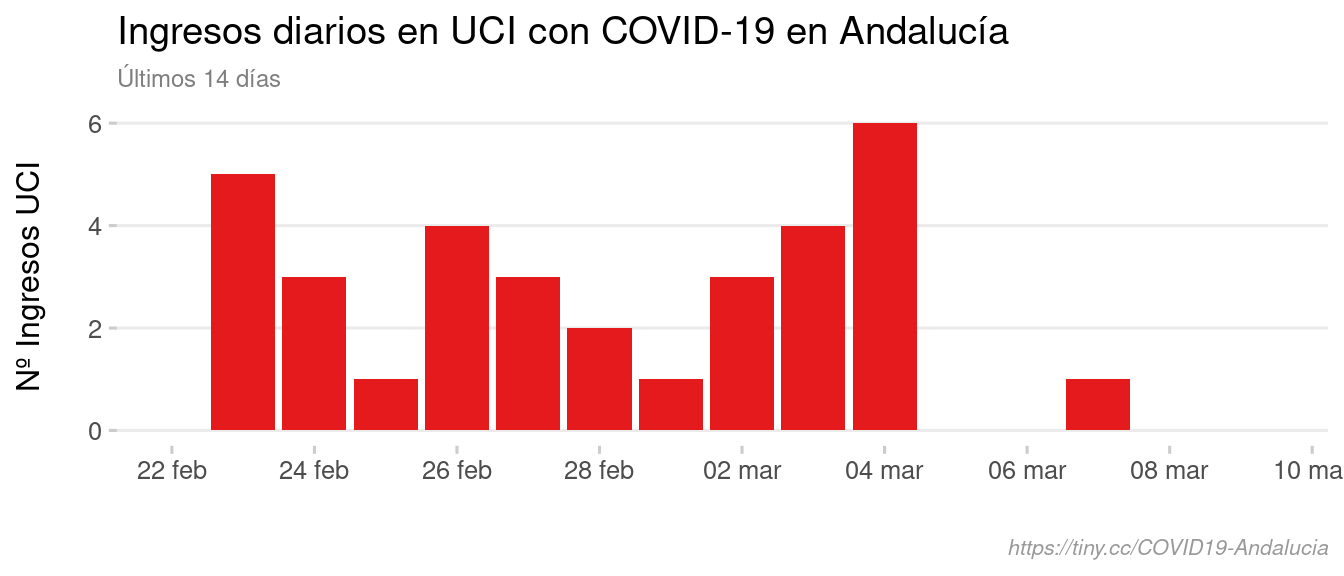 Ingresos diarios en UCI con COVID-19 en Andalucía
Últimos 14 días
Nº Ingresos UCI
6
4
2
0
22 feb 24 feb 26 feb 28 feb 02 mar 04 mar 06 mar 08 mar 10 ma
https://tiny.cc/COVID19-Andalucia